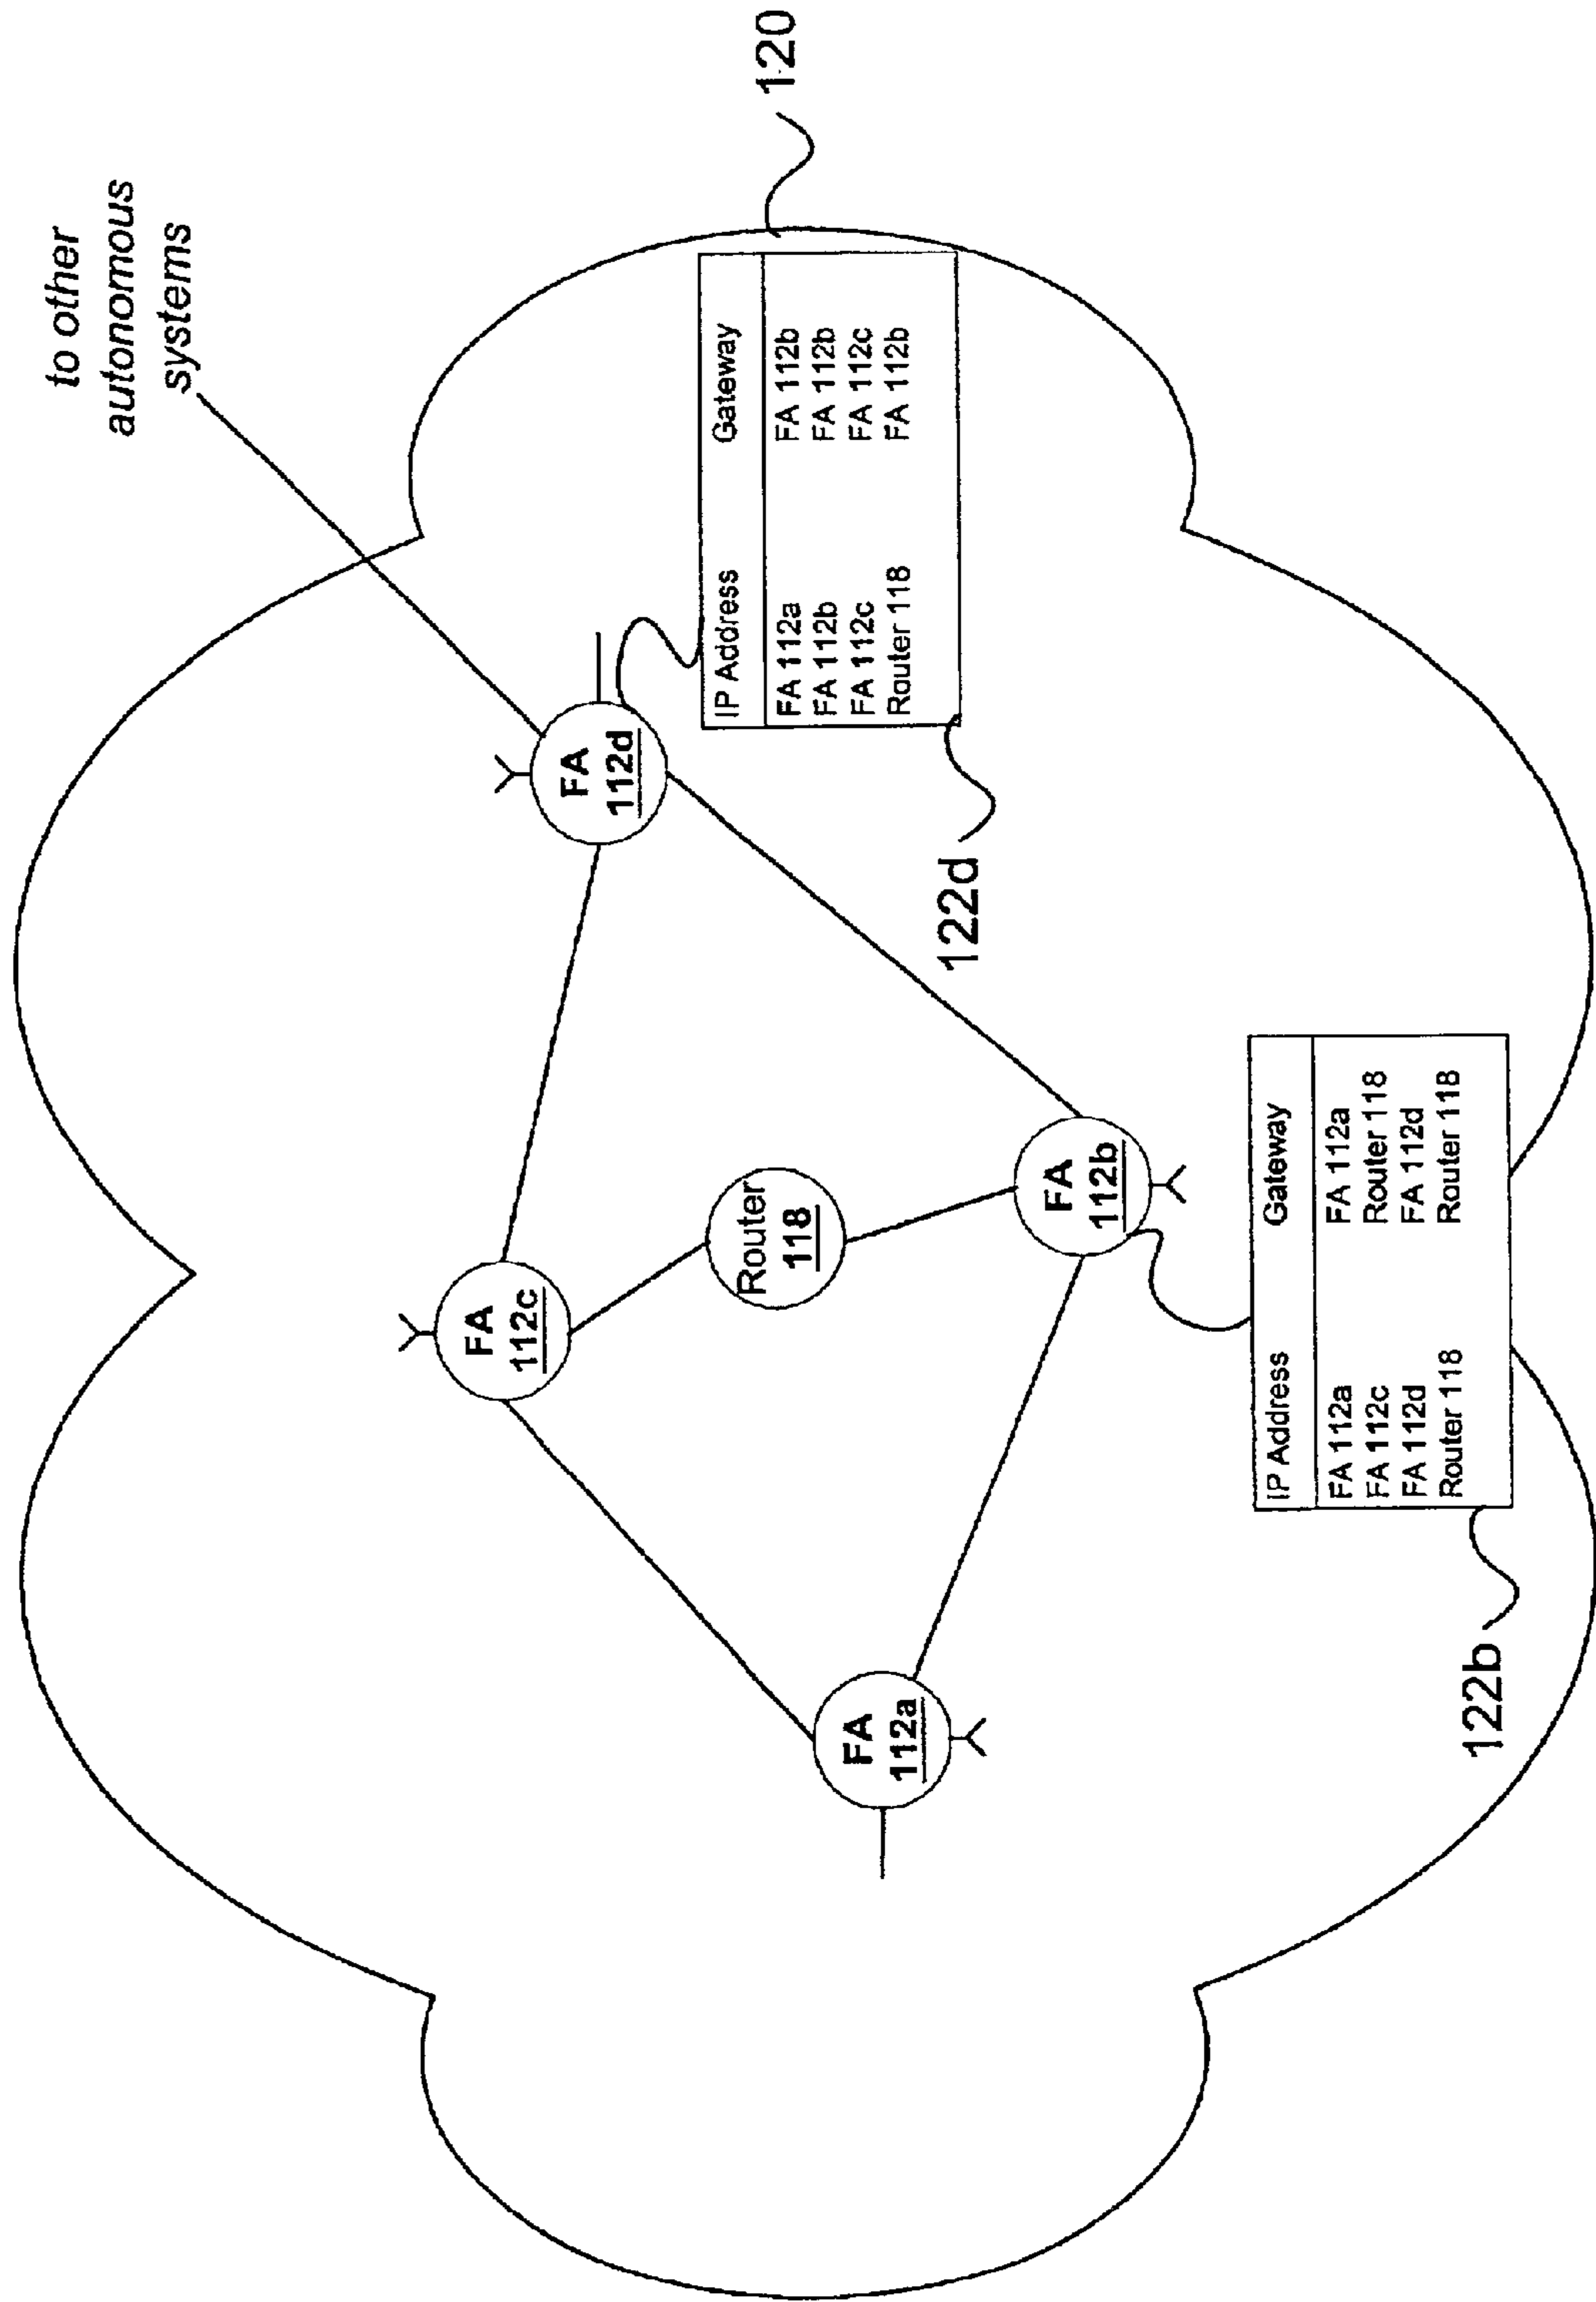 to other
autonomous
systems
120
FA
112d
IP Address Gateway
FA 112a FA 112b
FA 112b FA 112b
FA 112c FA 112c
Router 118 FA 112b
122d
FA
112c
Router
118
FA
112b
FA
112a
IP Address Gateway
FA 112a FA 112a
FA 112c Router 118
FA 112d FA 112d
Router 118 Router 118
122b